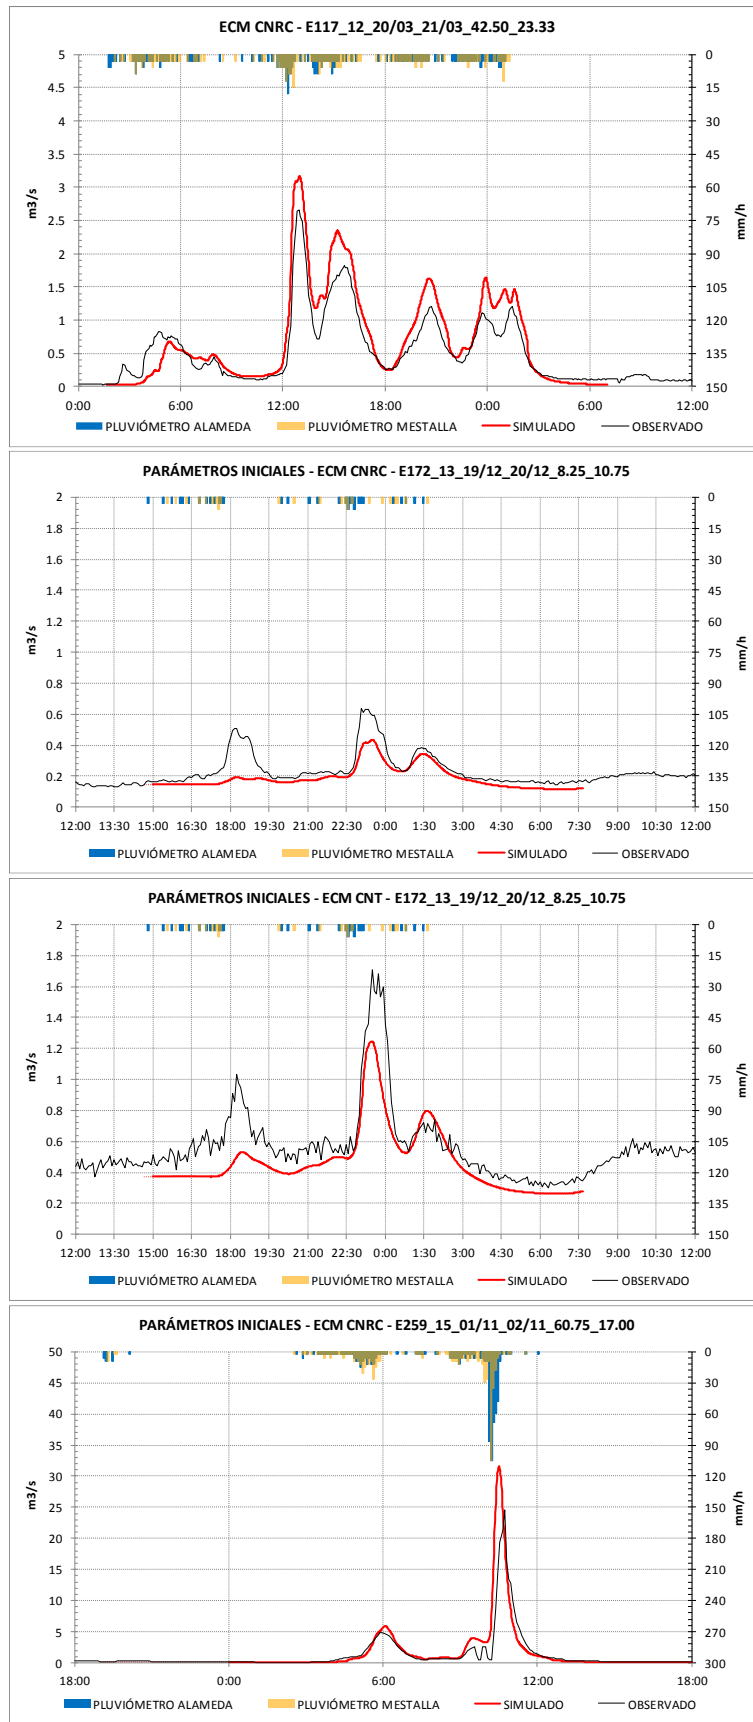 ECM CNRC - E117_12_20/03_21/03_42.50_23.33
5 4.5 4 3.5 3 2.5 2 1.5 1 0.5 0
m3/s
0 15 30 45 60 75 90 105 120 135 150
mm/h
0:00 6:00 12:00 18:00 0:00 6:00 12:00
PLUVIÓMETRO ALAMEDA PLUVIÓMETRO MESTALLA SIMULADO OBSERVADO
PARÁMETROS INICIALES - ECM CNRC - E172_13_19/12_20/12_8.25_10.75
2 1.8 1.6 1.4 1.2 1 0.8 0.6 0.4 0.2 0
m3/s
0 15 30 45 60 75 90 105 120 135 150
mm/h
12:00 13:30 15:00 16:30 18:00 19:30 21:00 22:30 0:00 1:30 3:00 4:30 6:00 7:30 9:00 10:30 12:00
PLUVIÓMETRO ALAMEDA PLUVIÓMETRO MESTALLA SIMULADO OBSERVADO
PARÁMETROS INICIALES - ECM CNT - E172_13_19/12_20/12_8.25_10.75
2 1.8 1.6 1.4 1.2 1 0.8 0.6 0.4 0.2 0
m3/s
0 15 30 45 60 75 90 105 120 135 150
mm/h
12:00 13:30 15:00 16:30 18:00 19:30 21:00 22:30 0:00 1:30 3:00 4:30 6:00 7:30 9:00 10:30 12:00
PLUVIÓMETRO ALAMEDA PLUVIÓMETRO MESTALLA SIMULADO OBSERVADO
PARÁMETROS INICIALES - ECM CNRC - E259_15_01/11_02/11_60.75_17.00
50 45 40 35 30 25 20 15 10 5 0
m3/s
0 30 60 90 120 150 180 210 240 270 300
mm/h
18:00 0:00 6:00 12:00 18:00
PLUVIÓMETRO ALAMEDA PLUVIÓMETRO MESTALLA SIMULADO OBSERVADO